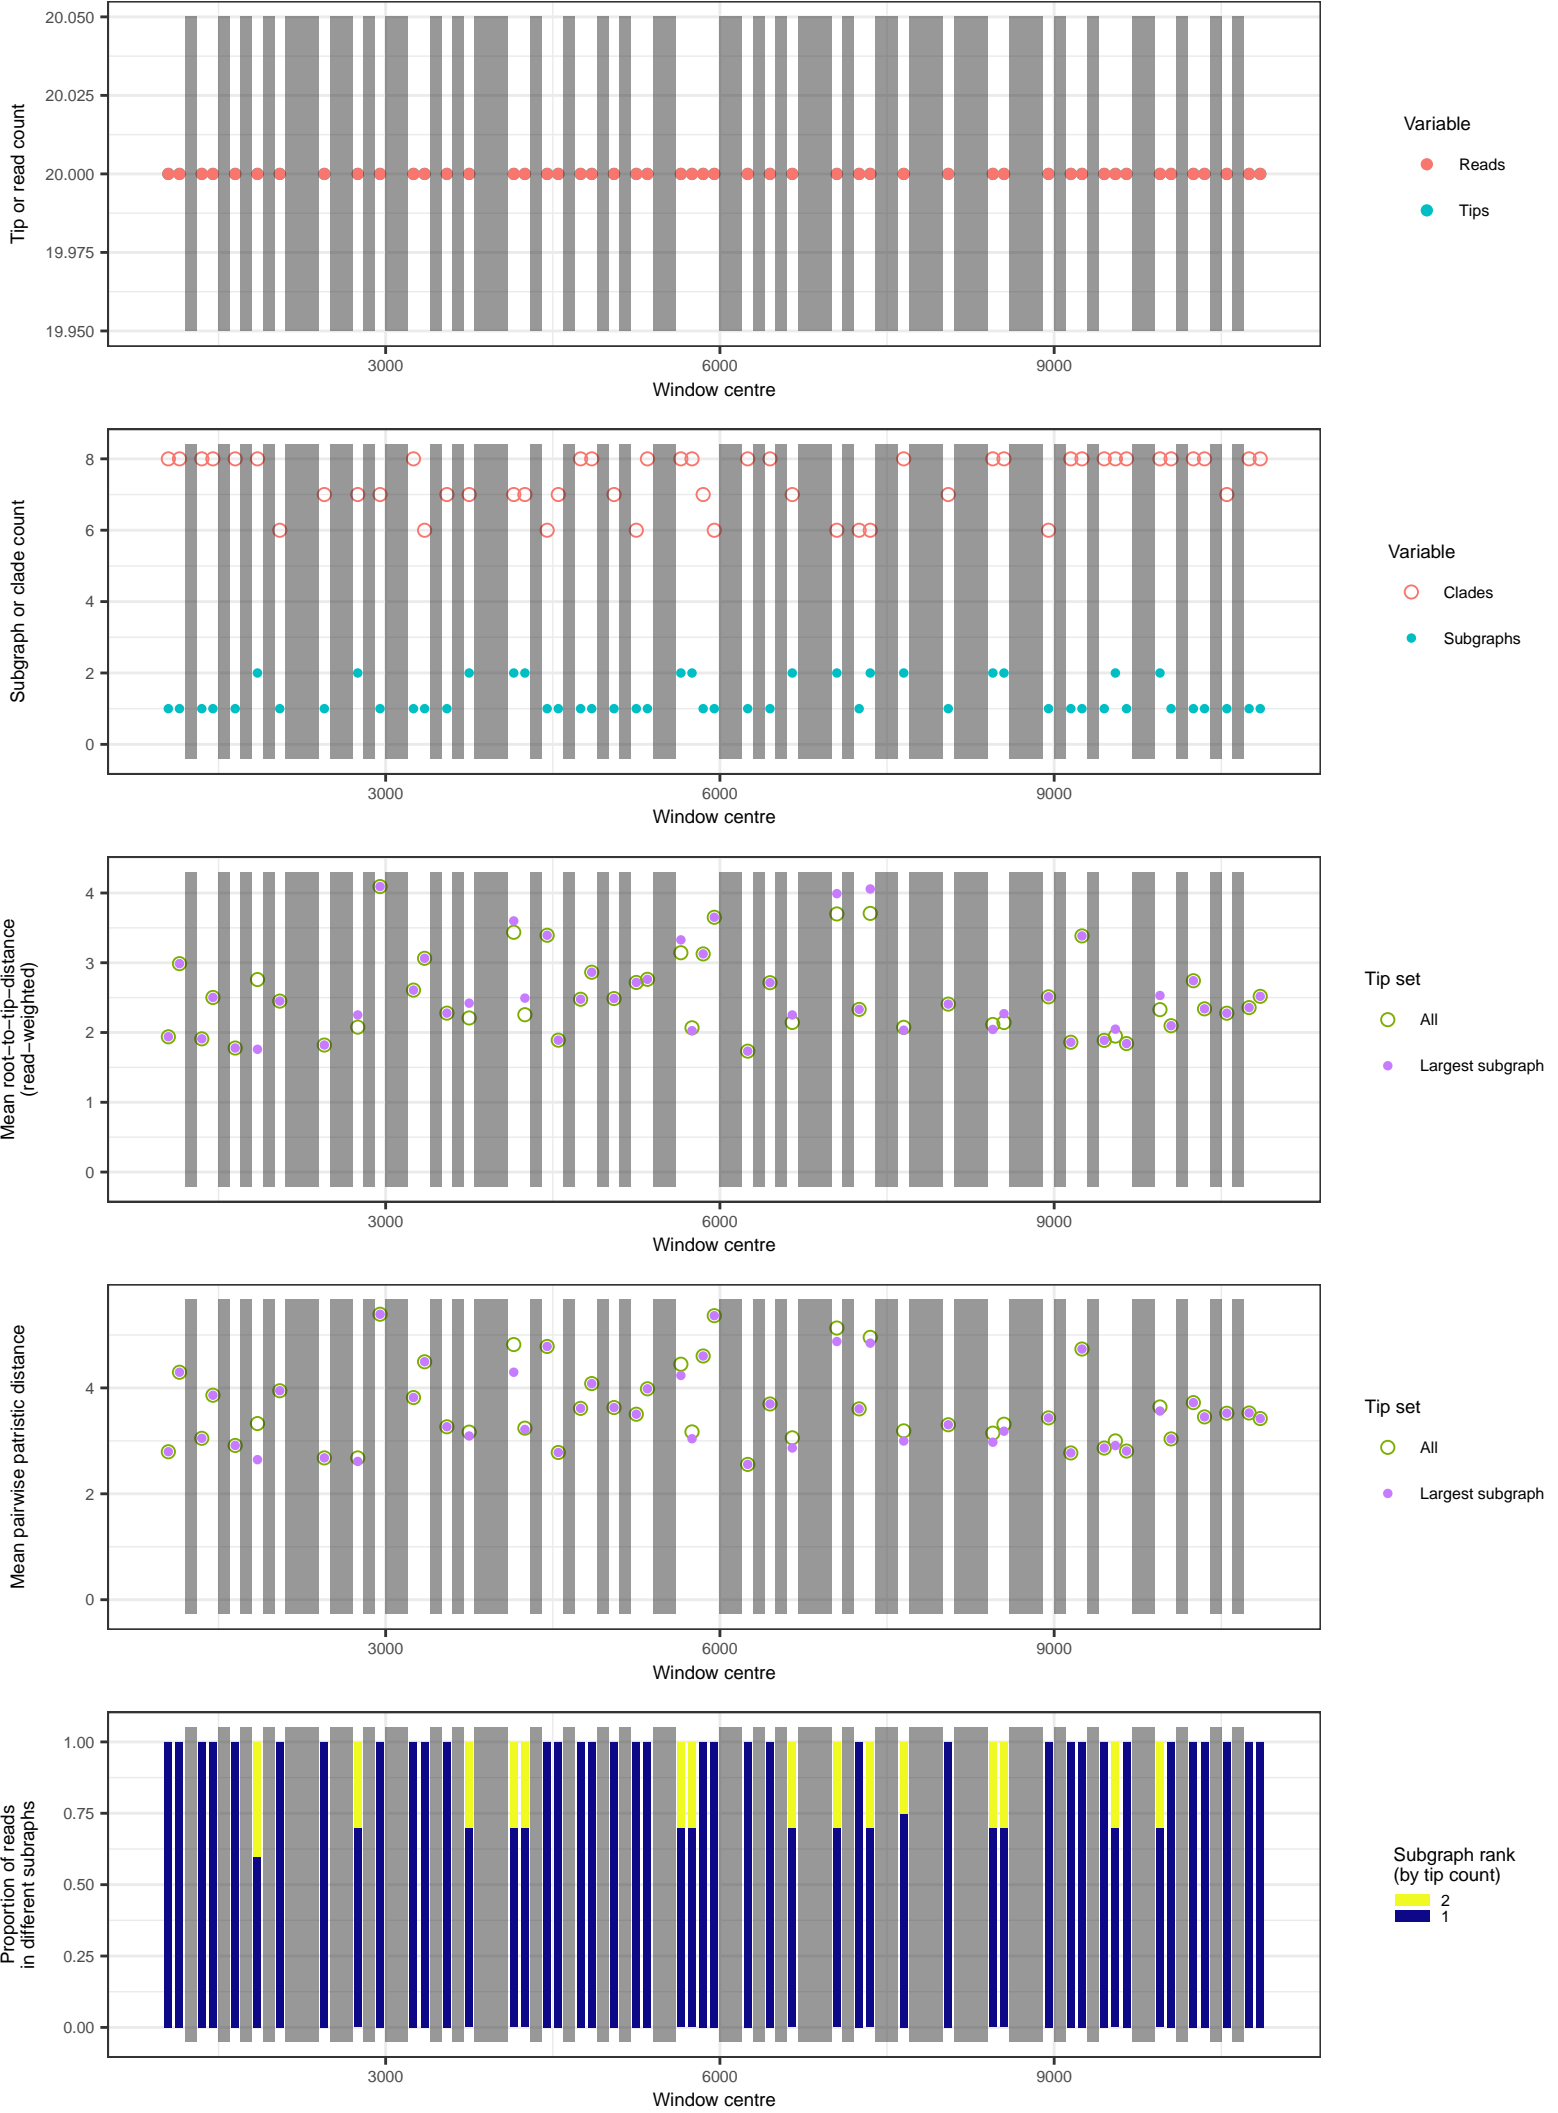 20.050
20.025
20.000
19.975
19.950
Tip or read count
3000
6000
9000
Window centre
Variable
Reads
Tips
8
6
4
2
0
Subgraph or clade count
3000
6000
9000
Window centre
Variable
Clades
Subgraphs
4
3
2
1
0
Mean root−to−tip−distance
(read−weighted)
3000
6000
9000
Window centre
Tip set
All
Largest subgraph
4
2
0
Mean pairwise patristic distance
3000
6000
9000
Window centre
Tip set
All
Largest subgraph
1.00
0.75
0.50
0.25
0.00
Proportion of reads
in different subraphs
3000
6000
9000
Window centre
Subgraph rank
(by tip count)
2
1